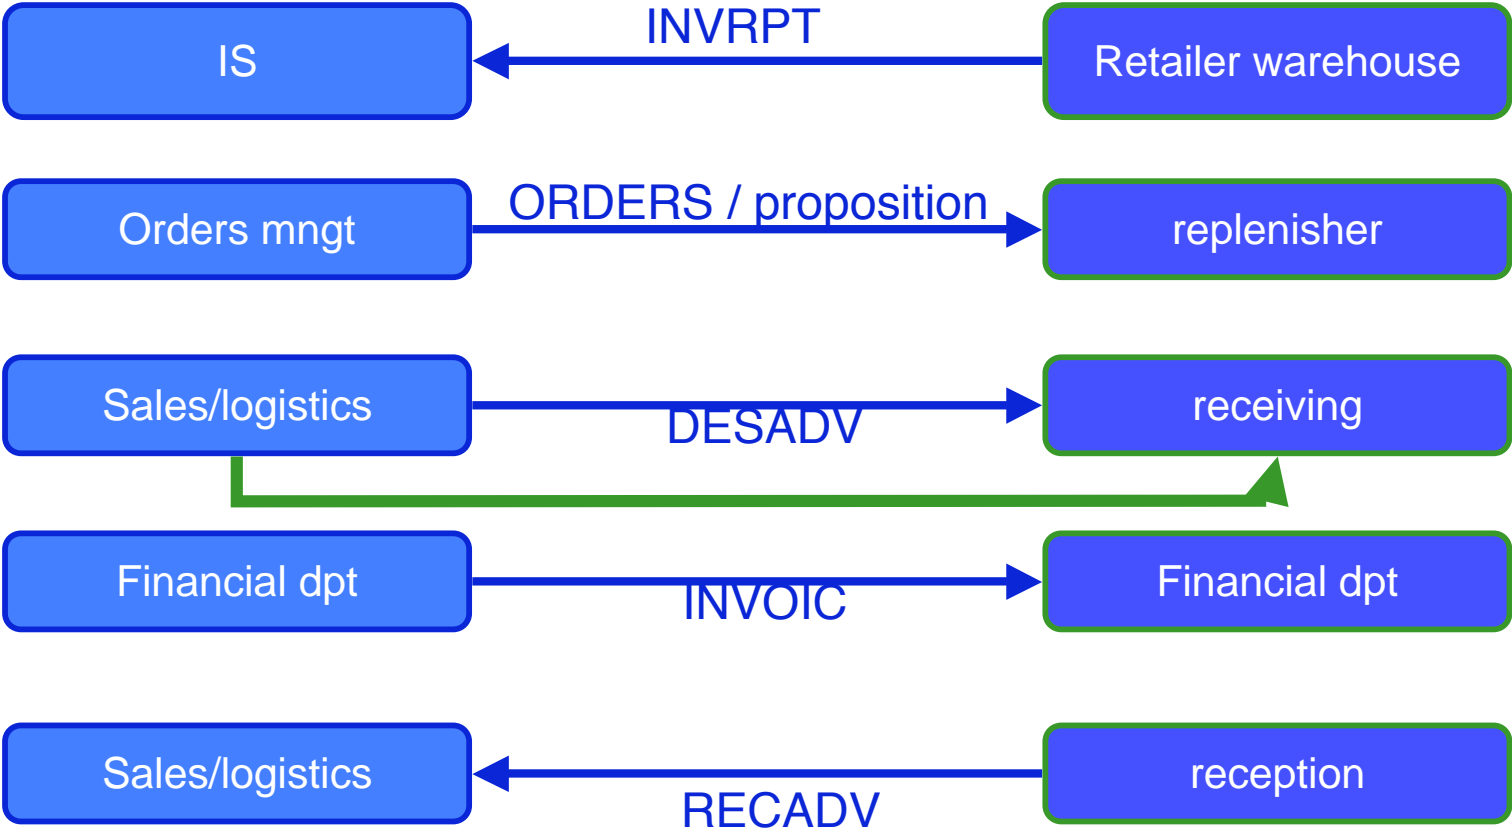 IS
INVRPT
Retailer warehouse
Orders mngt
ORDERS / proposition
replenisher
Sales/logistics
DESADV
receiving
Financial dpt
INVOIC
Financial dpt
Sales/logistics
RECADV
reception